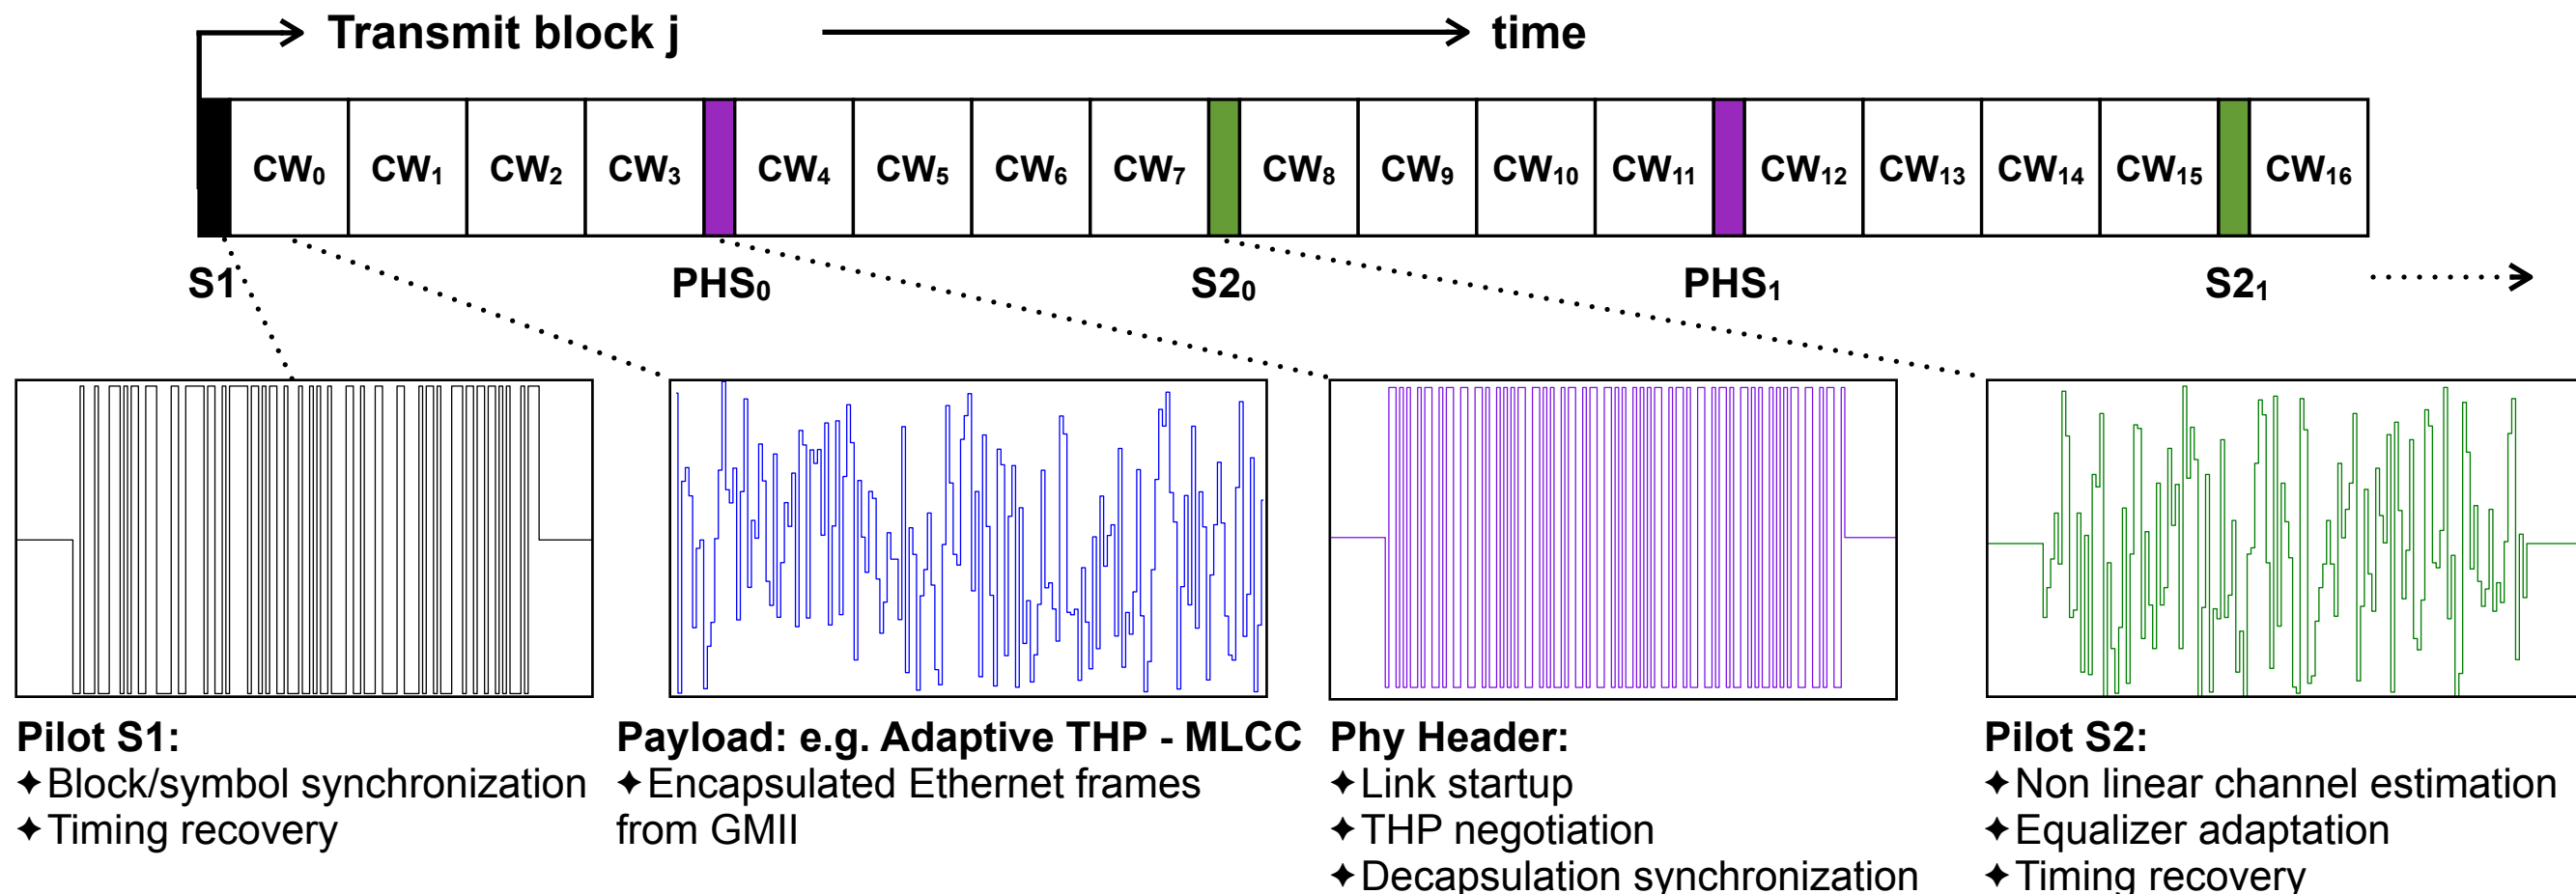 Transmit block j time
CW0 CW1 CW2 CW3 CW4 CW5 CW6 CW7 CW8 CW9 CW10 CW11 CW12 CW13 CW14 CW15 CW16
S1 PHS0 S20 PHS1 S21
Pilot S1:
✦Block/symbol synchronization
✦Timing recovery
Payload: e.g. Adaptive THP - MLCC
✦Encapsulated Ethernet frames
from GMII
Phy Header:
✦Link startup
✦THP negotiation
✦Decapsulation synchronization
Pilot S2:
✦Non linear channel estimation
✦Equalizer adaptation
✦Timing recovery